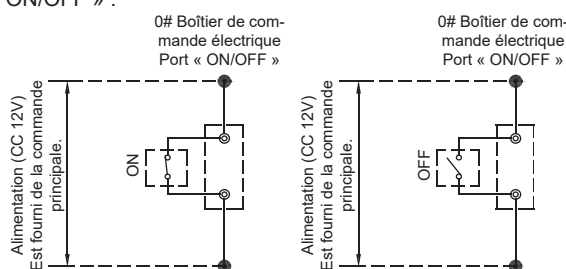 ON/OFF » :
0# Boîtier de com-
mande électrique
Port « ON/OFF »
Alimentation (CC 12V)
Est fourni de la commande
principale.
ON
0# Boîtier de com-
mande électrique
Port « ON/OFF »
Alimentation (CC 12V)
Est fourni de la commande
principale.
OFF